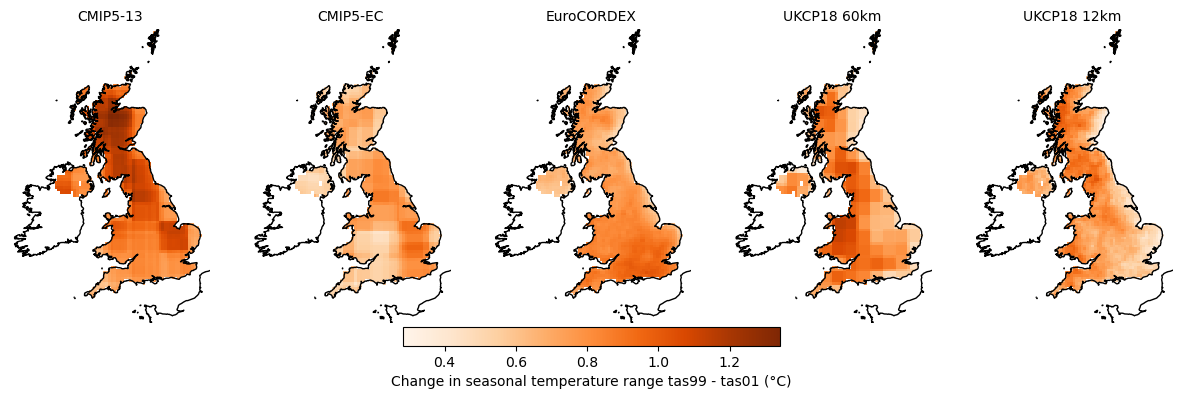 CMIP5-13
CMIP5-EC
EuroCORDEX
UKCP18 60km
UKCP18 12km
0.4
0.6
0.8
1.0
1.2
Change in seasonal temperature range tas99 - tas01 (°C)